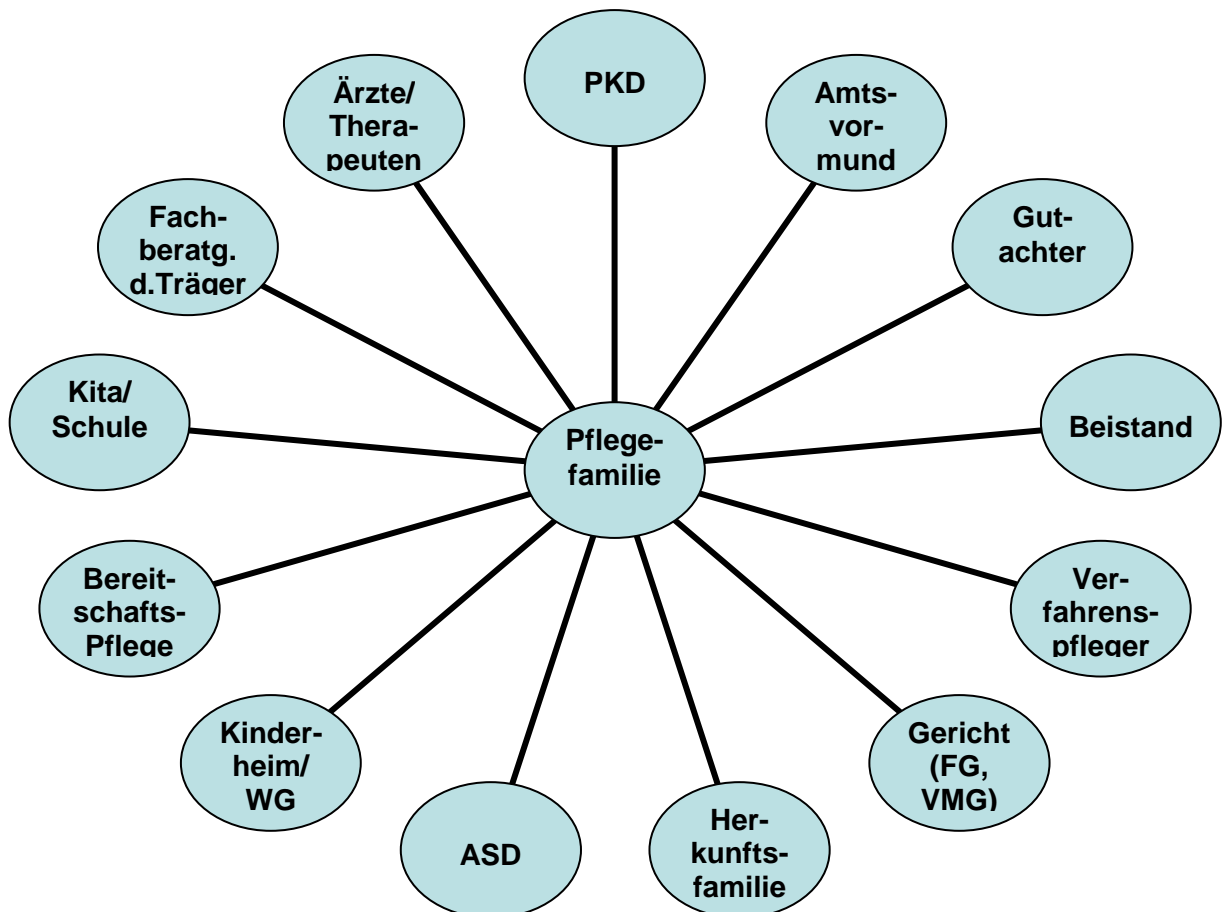 PKD
Ärzte/
Thera-
peuten
Amts-
vor-
mund
Fach-
beratg.
d.Träger
Gut-
achter
Kita/
Schule
Pflege-
familie
Beistand
Bereit-
schafts-
Pflege
Ver-
fahrens-
pfleger
Kinder-
heim/
WG
Gericht
(FG,
VMG)
ASD
Her-
kunfts-
familie